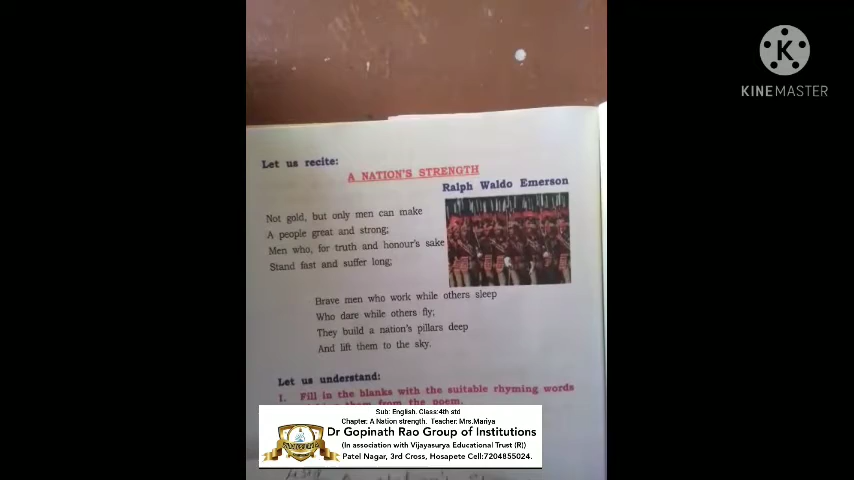 KINEMASTER
Let us recite:
A NATION'S STRENGTH
Ralph Waldo Emerson
Not gold, but only men can make
A people great and strong;
Men who, for truth and honour's sake
Stand fast and suffer long;
Brave men who work while others sleep
Who dare while others fly;
They build a nation's pillars deep
And lift them to the sky.
Let us understand:
I. Fill in the blanks with the suitable rhyming words
them from the poem.
Sub: English. Class:4th std
Chapter: A Nation strength. Teacher: Mrs.Mariya
Dr Gopinath Rao Group of Institutions
(In association with Vijayasurya Educational Trust (R))
Patel Nagar, 3rd Cross, Hosapete Cell:7204855024.